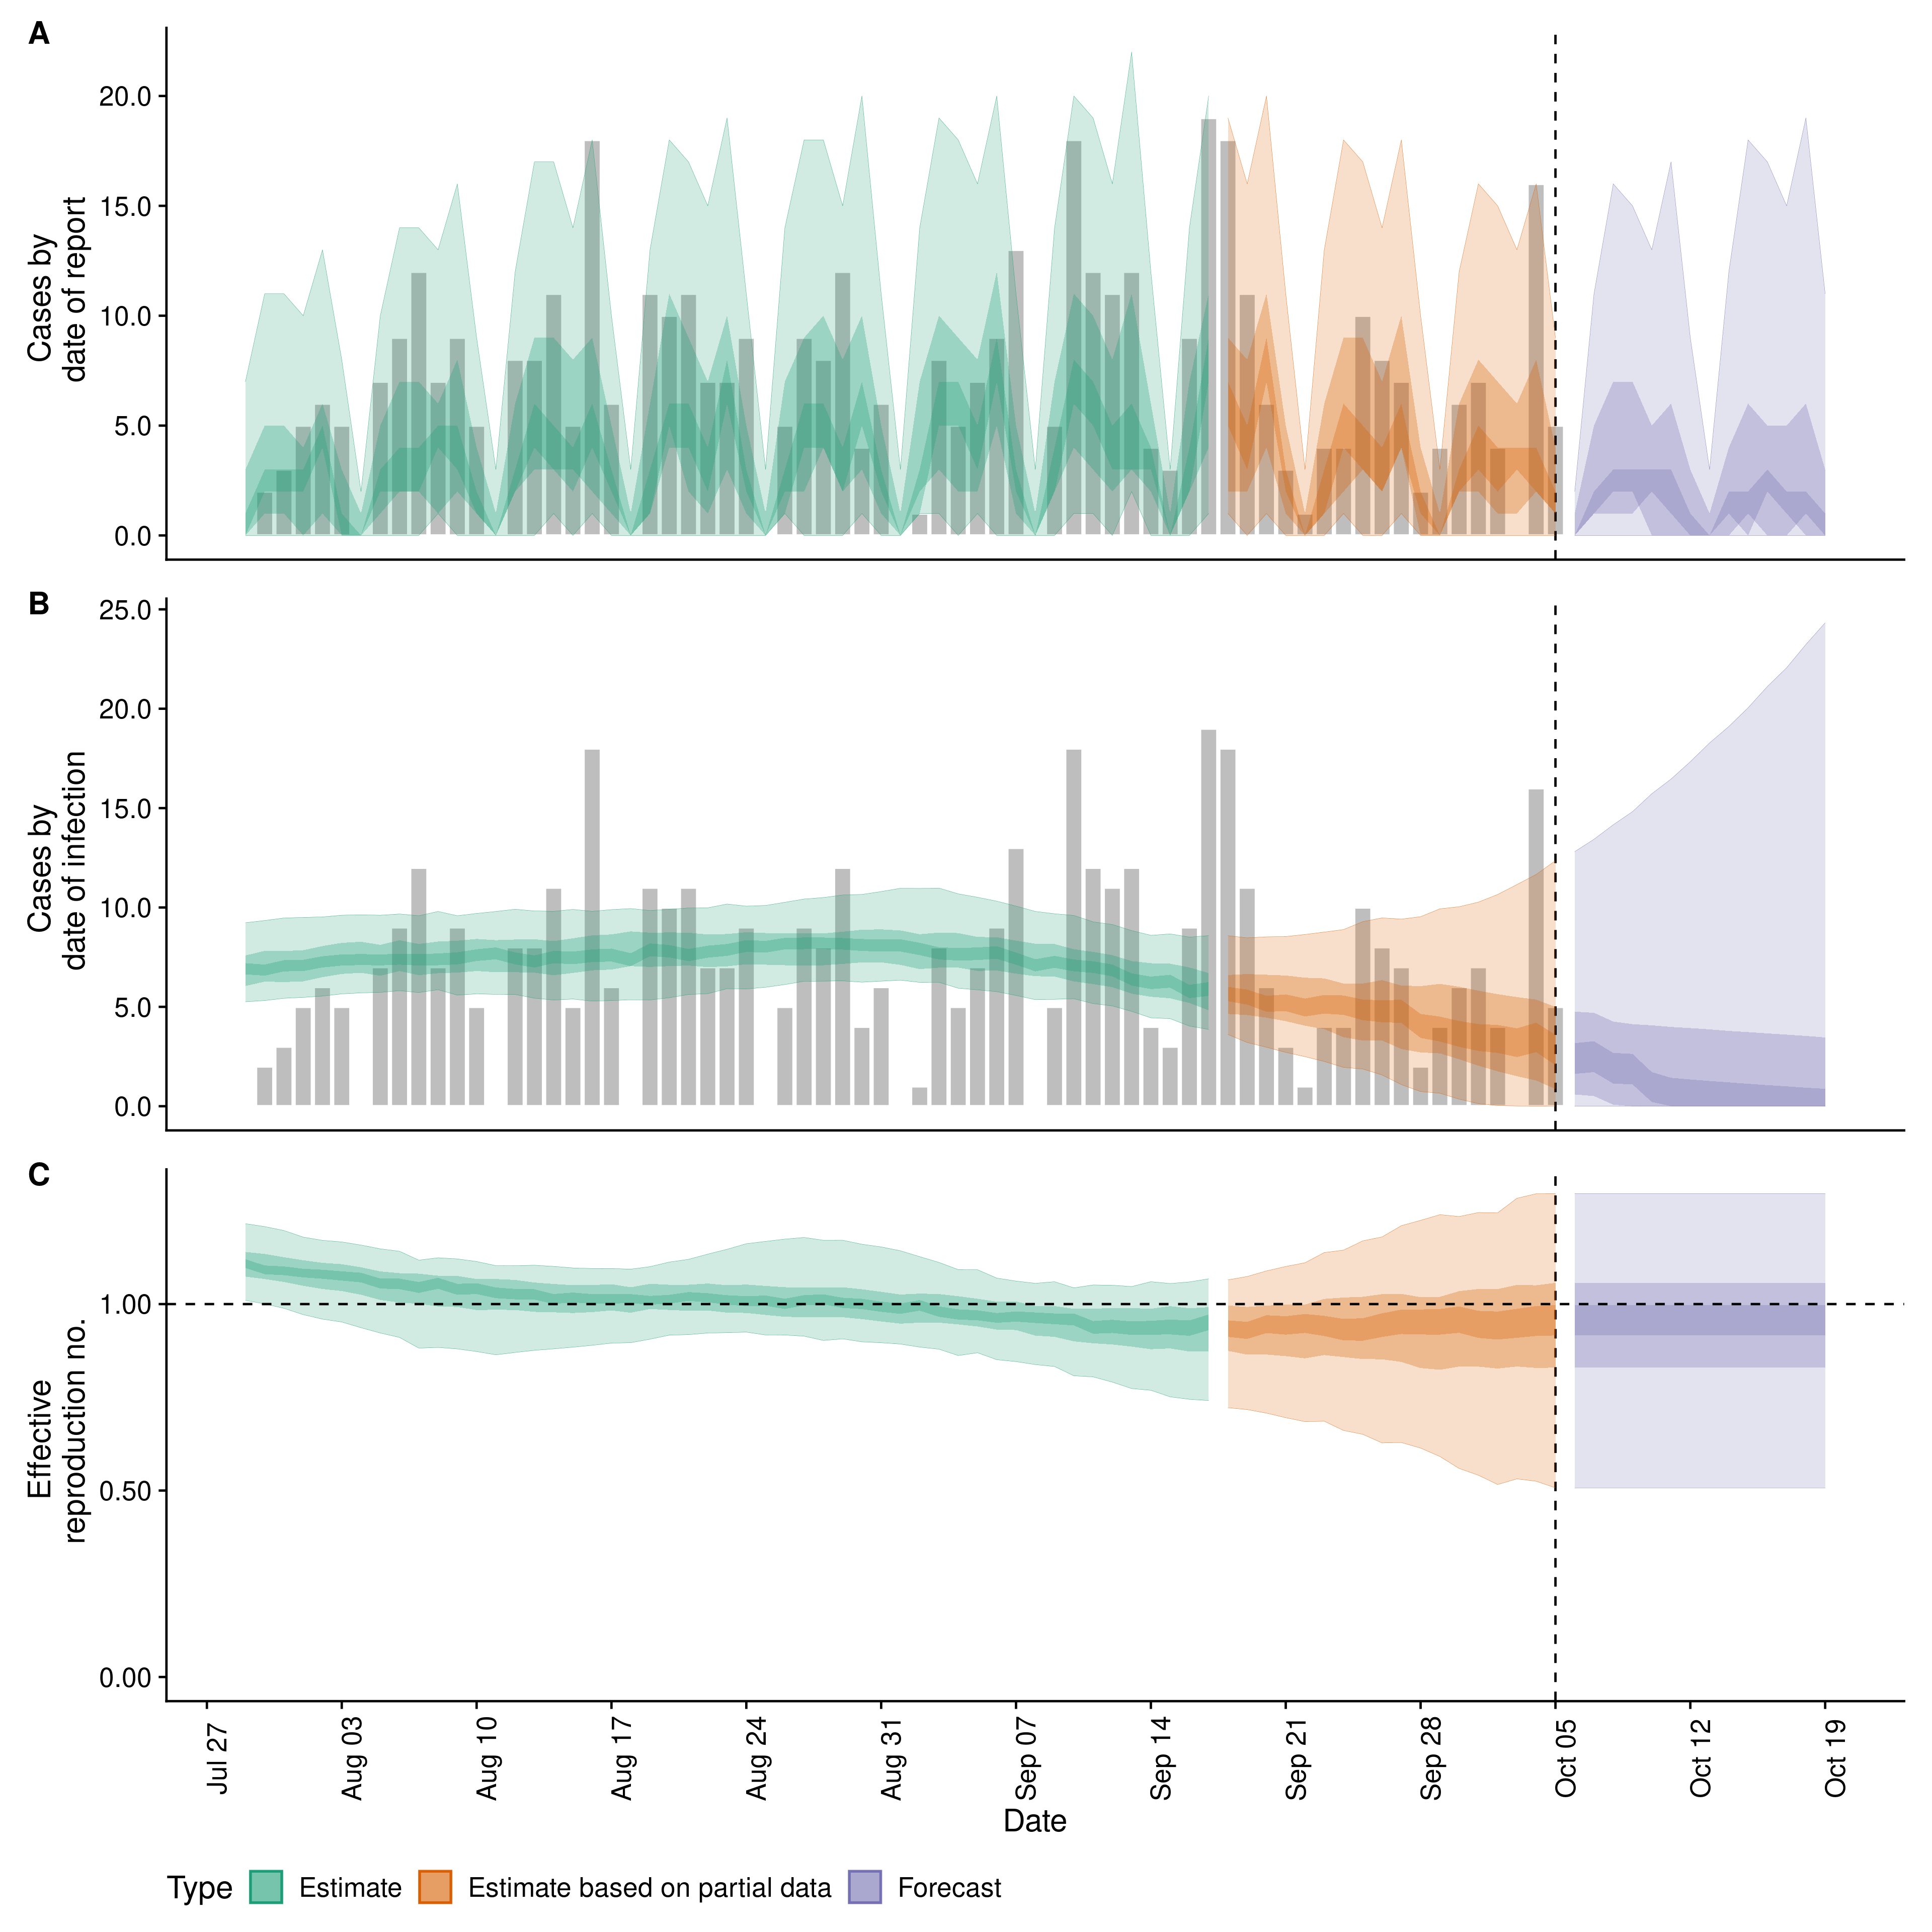 A
20.0
15.0
10.0
5.0
0.0
Cases by
date of report
B
25.0
20.0
15.0
10.0
5.0
0.0
Cases by
date of infection
C
1.00
0.50
0.00
Effective
reproduction no.
Jul 27
Aug 03
Aug 10
Aug 17
Aug 24
Aug 31
Sep 07
Sep 14
Sep 21
Sep 28
Oct 05
Oct 12
Oct 19
Date
Type Estimate Estimate based on partial data Forecast